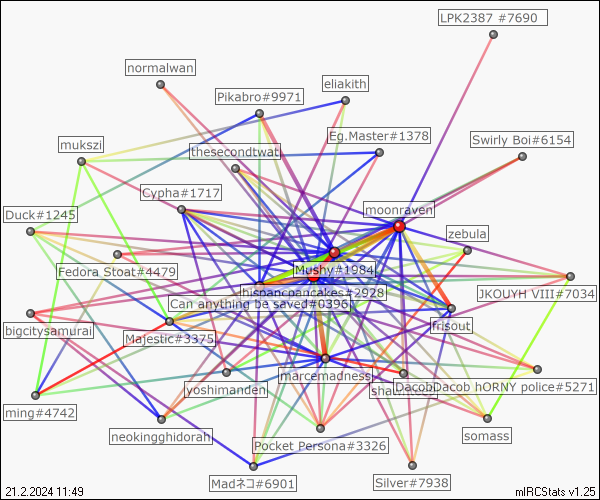 LPK2387 #7690
normalwan
Pikabro#9971
eliakith
Eg.Master#1378
Swirly Boi#6154
mukszi
thesecondtwat
Cypha#1717
moonraven
Duck#1245
zebula
Fedora Stoat#4479
Mushy#1984
hispanicpancakes#2928
JKOUYH VIII#7034
Can anything be saved#0396
bigcitysamurai
Majestic#3375
frisout
marcemadness
yoshimanden
DacobDacob hORNY police#5271
ming#4742
neokingghidorah
Pocket Persona#3326
somass
Madネコ#6901
Silver#7938
21.2.2024 11:49
mIRCStats v1.25